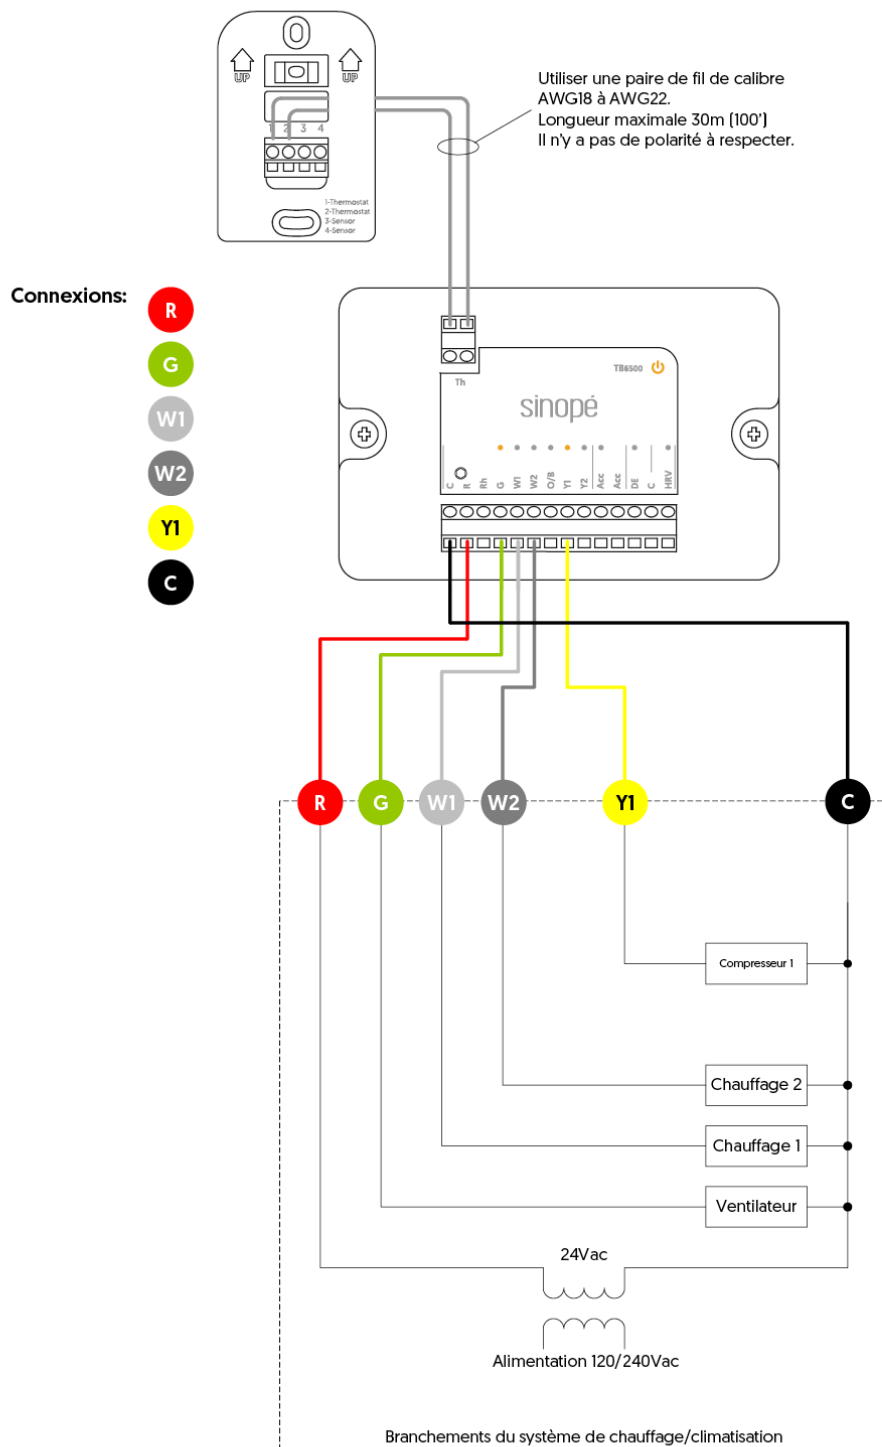 UP
UP
1 2 3 4
1-Thermostat
2-Thermostat
3-Sensor
4-Sensor
Utiliser une paire de fil de calibre
AWG18 à AWG22.
Longueur maximale 30m (100')
Il n'y a pas de polarité à respecter.
Connexions:
R
G
W1
W2
Y1
C
Th
TB6500
sinopé
C
R
Rh
G
W1
W2
O/B
Y1
Y2
Acc
Acc
DE
C
HRV
R
G
W1
W2
Y1
C
Compresseur 1
Chauffage 2
Chauffage 1
Ventilateur
24Vac
Alimentation 120/240Vac
Branchements du système de chauffage/climatisation